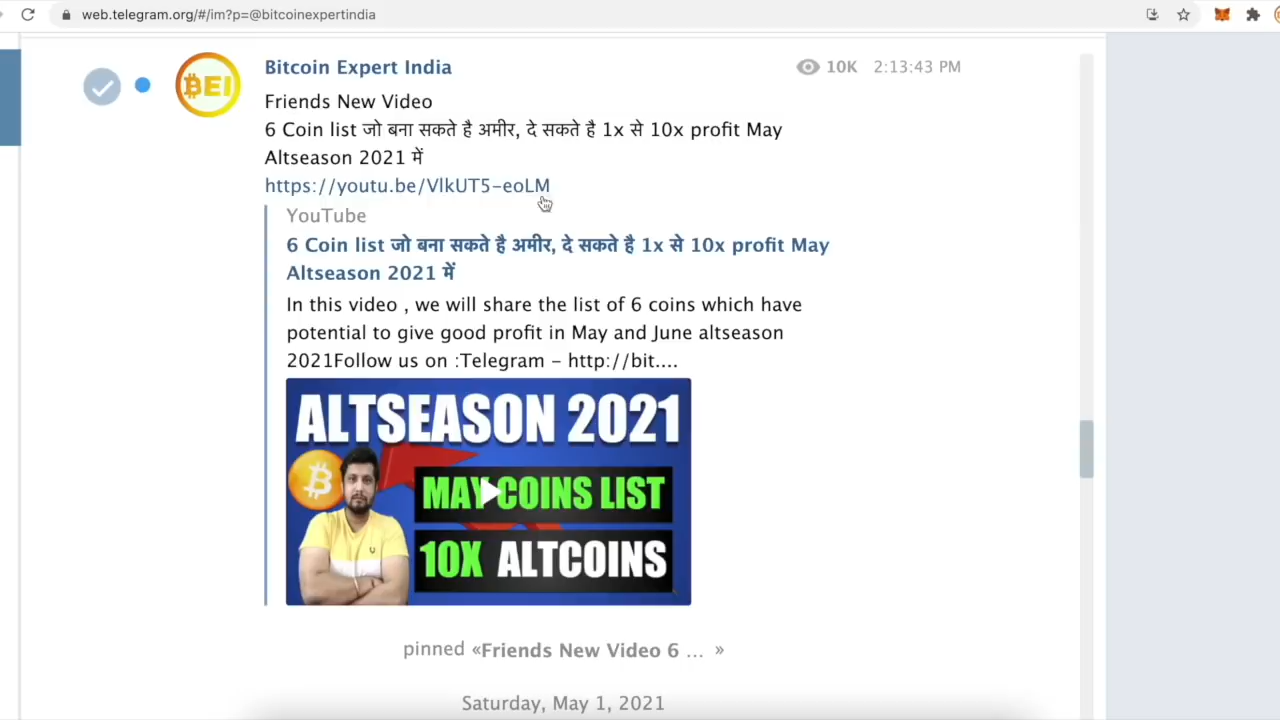 web.telegram.org/#/im?p=@bitcoinexpertindia
BEI
Bitcoin Expert India
10K 2:13:43 PM
Friends New Video
6 Coin list जो बना सकते है अमीर, दे सकते है 1x से 10x profit May
Altseason 2021 में
https://youtu.be/VlkUT5-eoLM
YouTube
6 Coin list जो बना सकते है अमीर, दे सकते है 1x से 10x profit May
Altseason 2021 में
In this video , we will share the list of 6 coins which have
potential to give good profit in May and June altseason
2021Follow us on :Telegram – http://bit....
ALTSEASON 2021
MAY COINS LIST
10X ALTCOINS
pinned «Friends New Video 6 ... »
Saturday, May 1, 2021